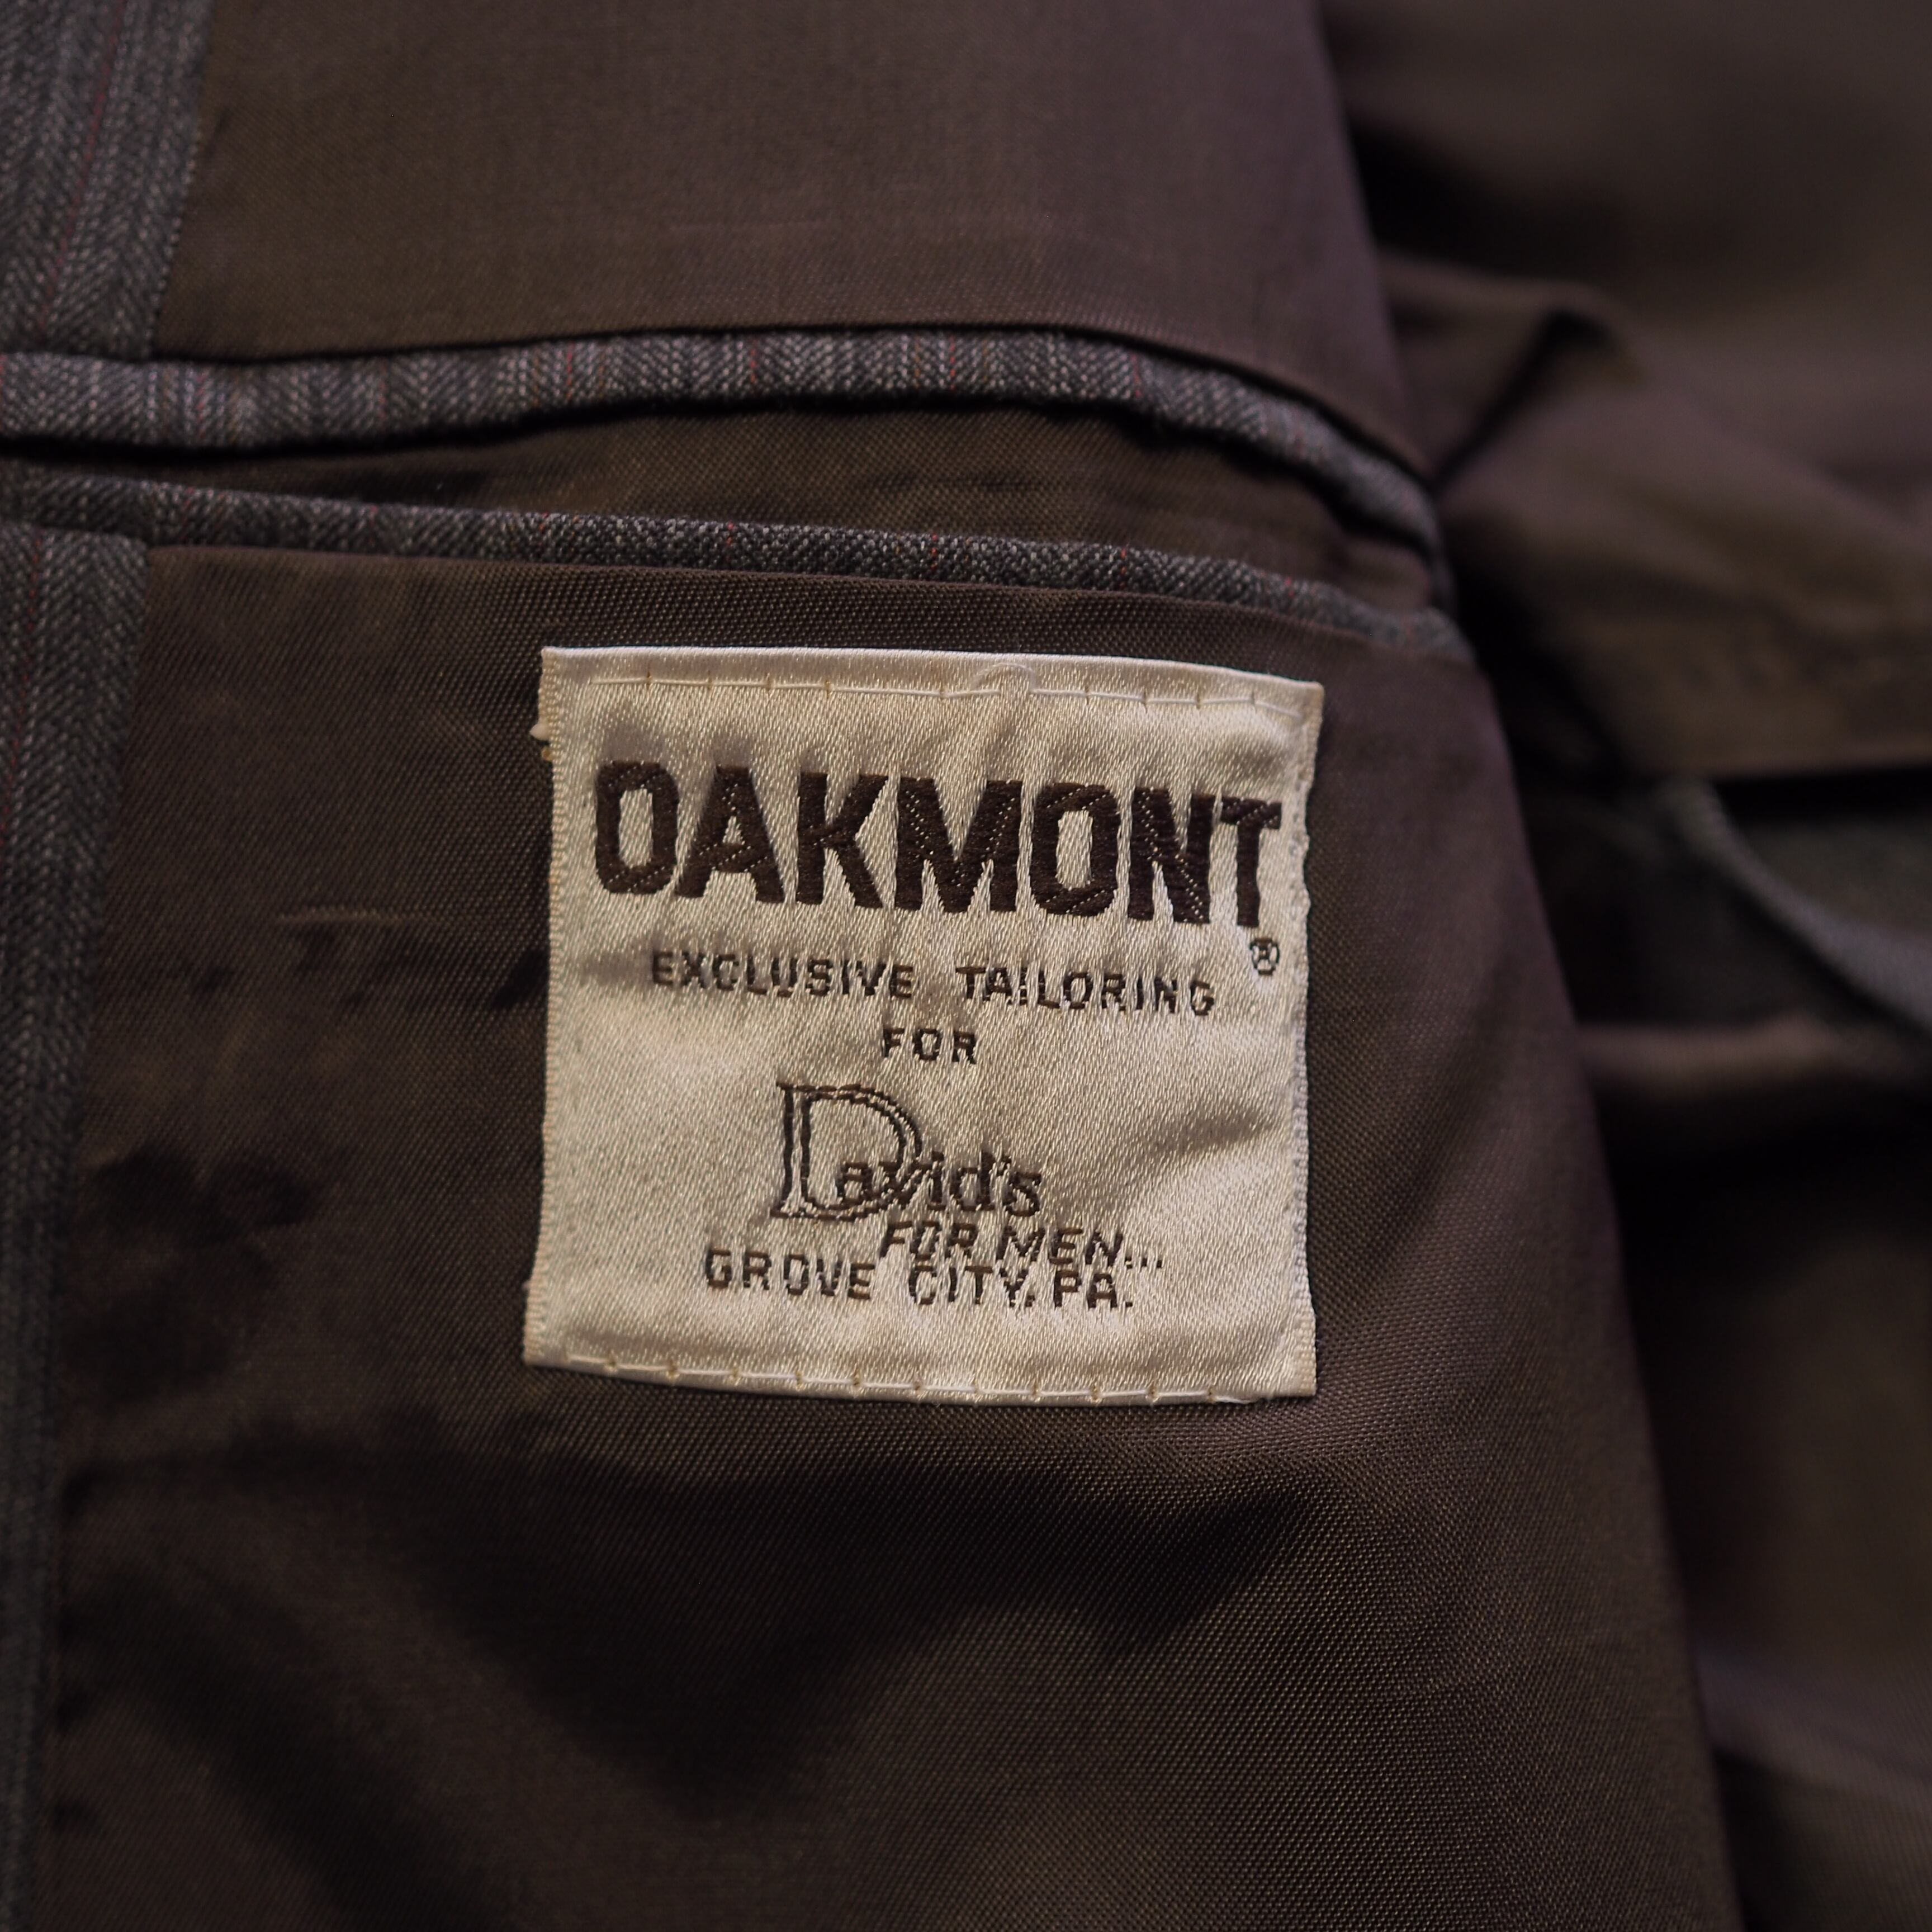 OAKMONT®
EXCLUSIVE TAILORING
FOR
David's
FOR MEN...
GROVE CITY, PA.